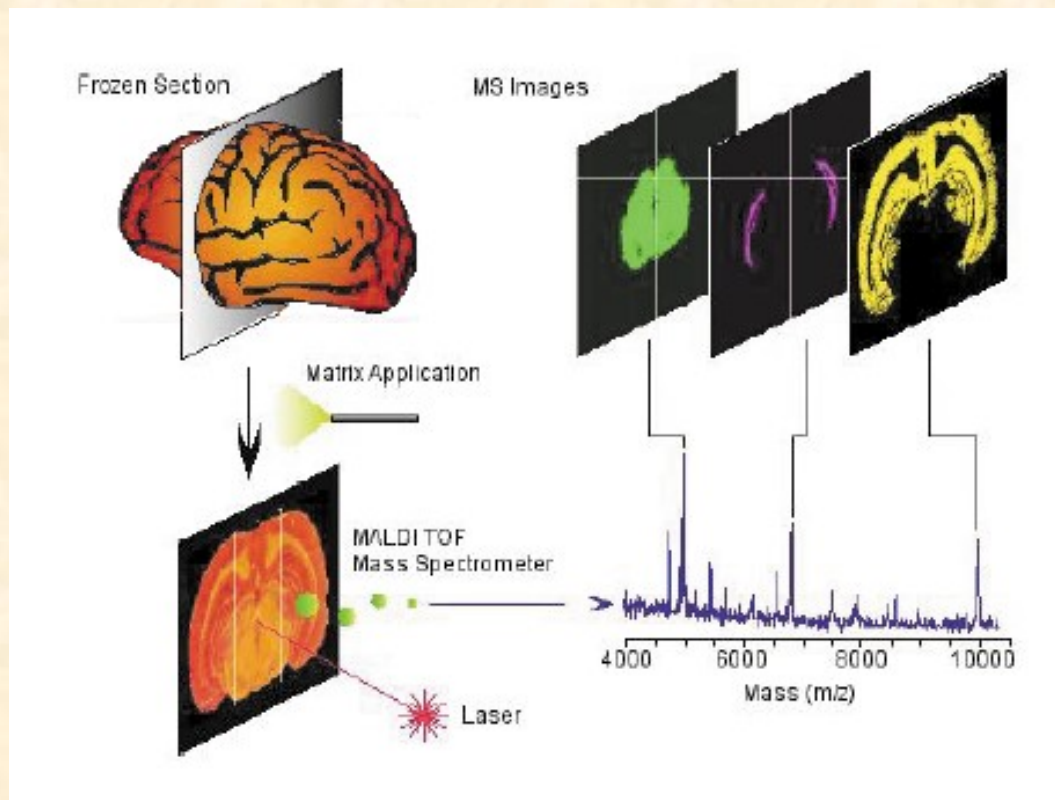 Frozen Section
MS Images
Matrix Application
MALDI TOF
Mass Spectrometer
Laser
4000 6000 8000 10000
Mass (m/z)